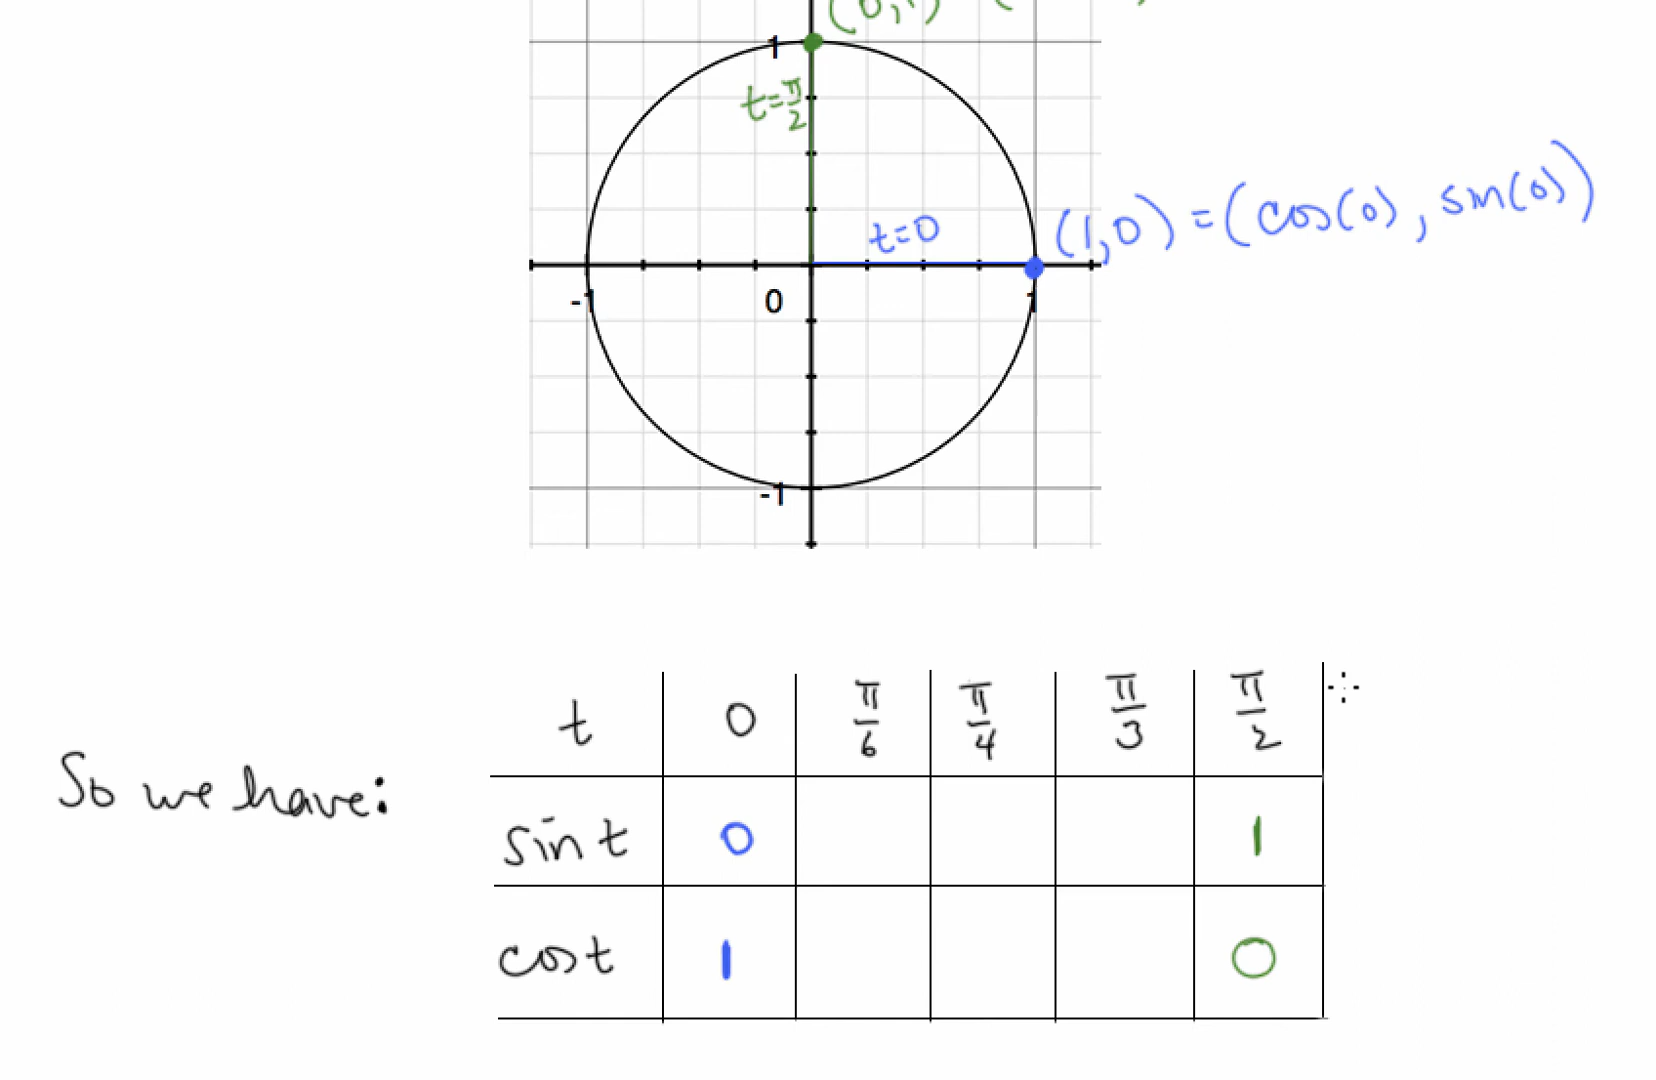 (0,1)
1
t=π/2
t=0
(1,0) = (cos(0), sin(0))
-1 0 1
-1
t 0 π/6 π/4 π/3 π/2
So we have:
sin t 0 1
cos t 1 0